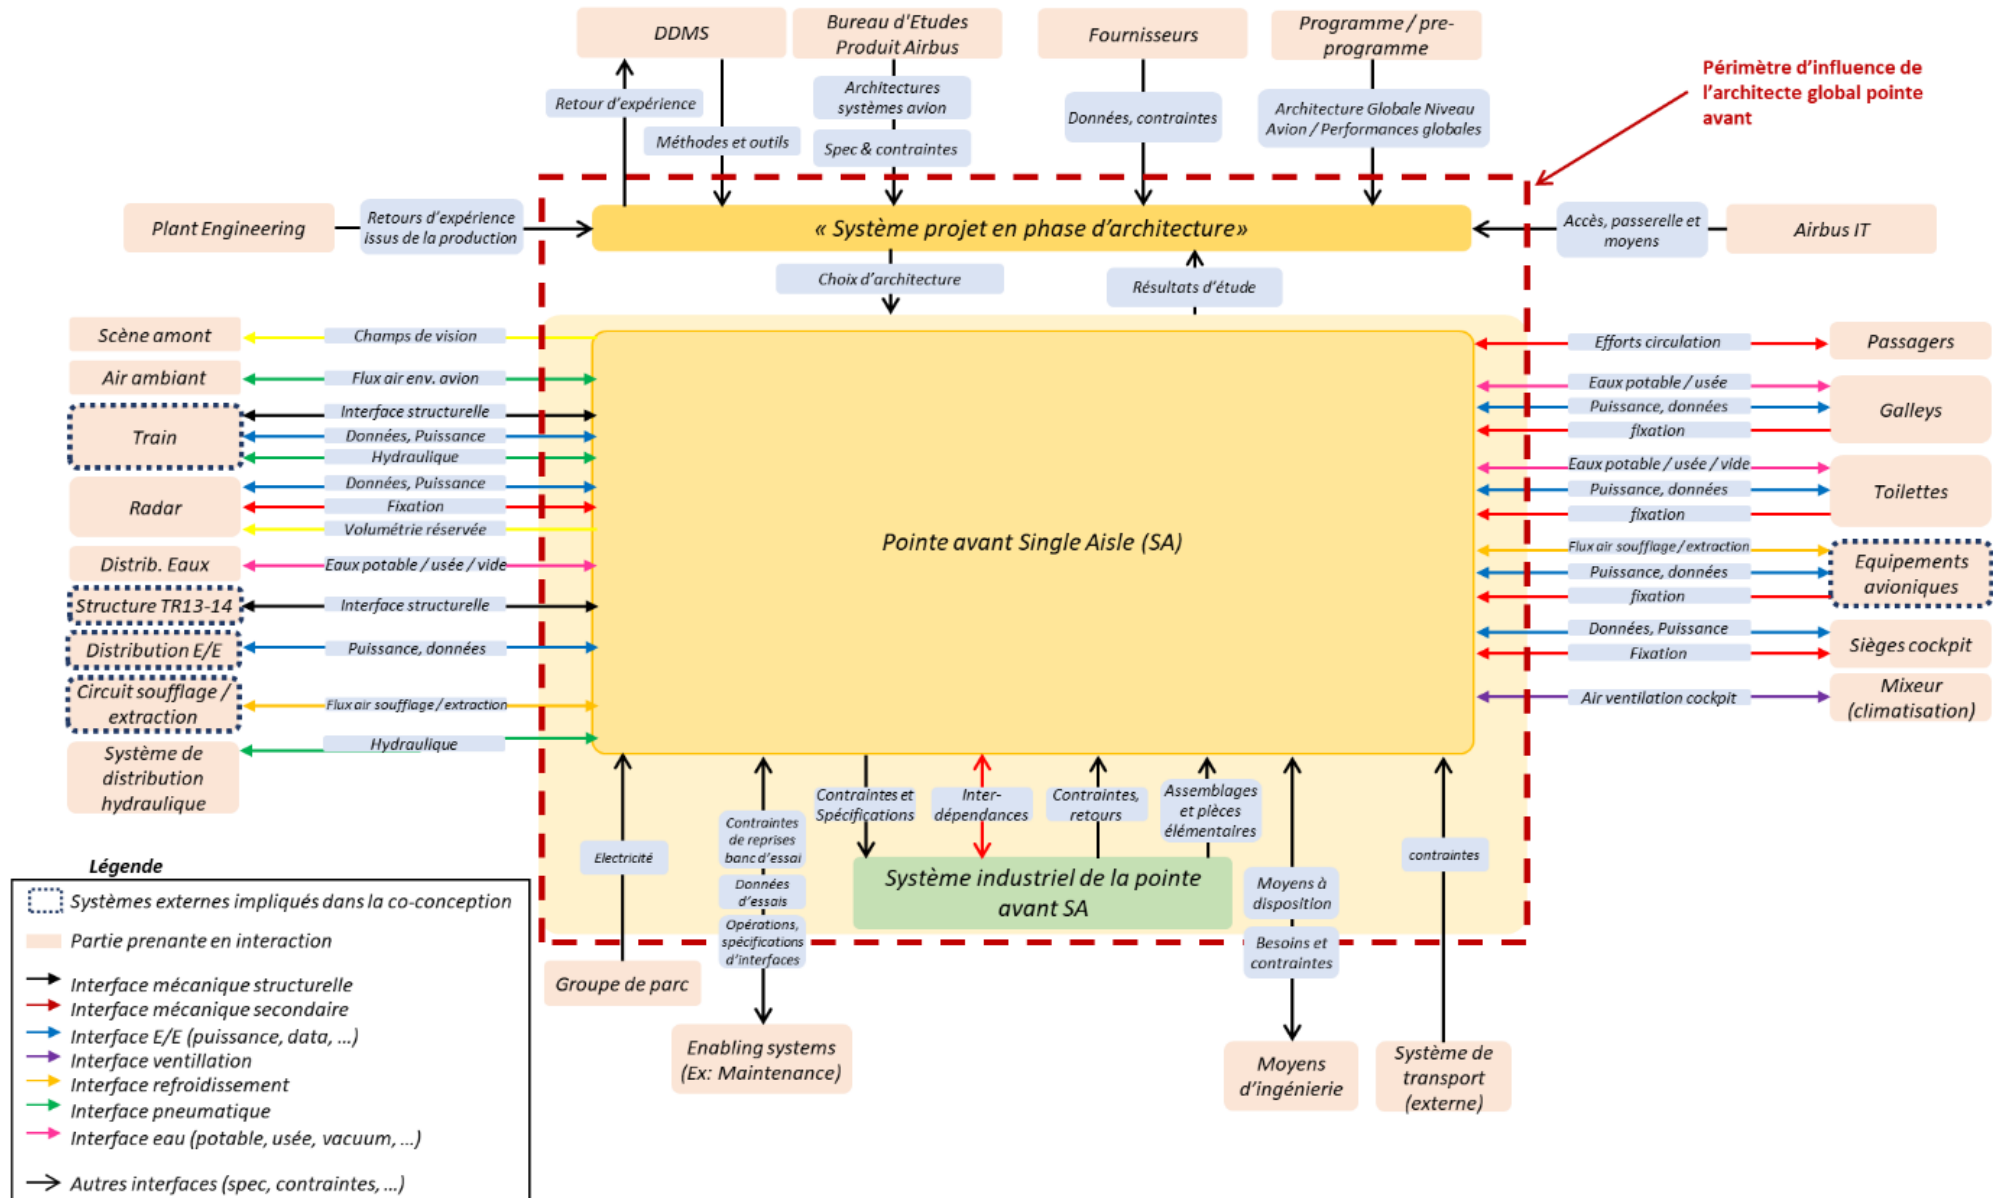 DDMS
Bureau d'Etudes
Produit Airbus
Fournisseurs
Programme / pre-
programme
Périmètre d'influence de
l'architecte global pointe
avant
Retour d'expérience
Architectures
systèmes avion
Données, contraintes
Architecture Globale Niveau
Avion / Performances globales
Méthodes et outils
Spec & contraintes
Plant Engineering
Retours d'expérience
issus de la production
« Système projet en phase d'architecture»
Accès, passerelle et
moyens
Airbus IT
Choix d'architecture
Résultats d'étude
Scène amont
Champs de vision
Air ambiant
Flux air env. avion
Train
Interface structurelle
Données, Puissance
Hydraulique
Radar
Données, Puissance
Fixation
Volumétrie réservée
Distrib. Eaux
Eaux potable / usée / vide
Structure TR13-14
Interface structurelle
Distribution E/E
Puissance, données
Circuit soufflage /
extraction
Flux air soufflage / extraction
Système de
distribution
hydraulique
Hydraulique
Pointe avant Single Aisle (SA)
Efforts circulation
Passagers
Eaux potable / usée
Puissance, données
fixation
Galleys
Eaux potable / usée / vide
Puissance, données
fixation
Toilettes
Flux air soufflage / extraction
Puissance, données
fixation
Equipements
avioniques
Données, Puissance
Fixation
Sièges cockpit
Air ventilation cockpit
Mixeur
(climatisation)
Electricité
Contraintes
de reprises
banc d'essai
Données
d'essais
Opérations,
spécifications
d'interfaces
Contraintes et
Spécifications
Inter-
dépendances
Contraintes,
retours
Assemblages
et pièces
élémentaires
Système industriel de la pointe
avant SA
Moyens à
disposition
Besoins et
contraintes
contraintes
Groupe de parc
Enabling systems
(Ex: Maintenance)
Moyens
d'ingénierie
Système de
transport
(externe)
Légende
Systèmes externes impliqués dans la co-conception
Partie prenante en interaction
Interface mécanique structurelle
Interface mécanique secondaire
Interface E/E (puissance, data, ...)
Interface ventillation
Interface refroidissement
Interface pneumatique
Interface eau (potable, usée, vacuum, ...)
Autres interfaces (spec, contraintes, ...)